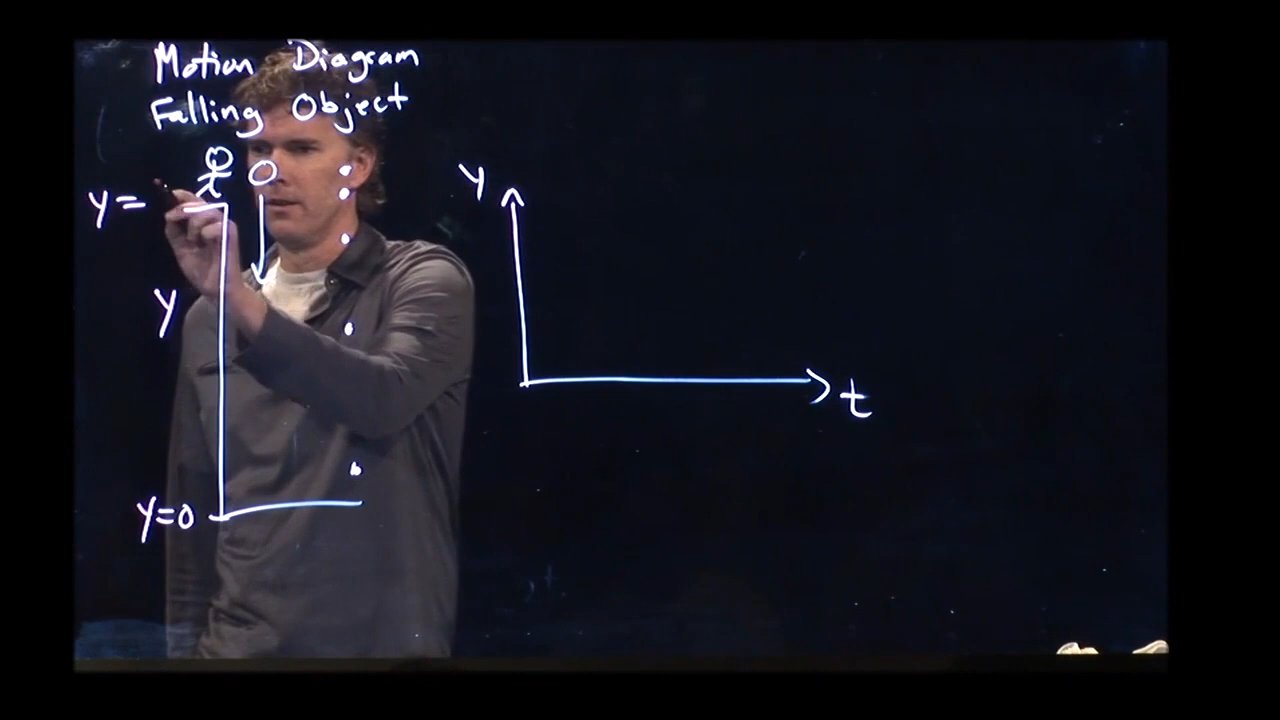 Motion Diagram
Falling Object
y=
y
y=0
y
t